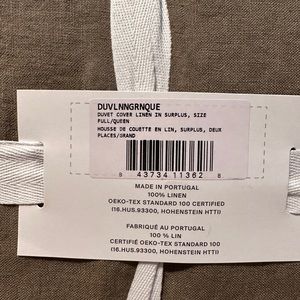 DUVLNNGRNQUE
DUVET COVER LINEN IN SURPLUS, SIZE
FULL/QUEEN
HOUSSE DE COUETTE EN LIN, SURPLUS, DEUX
PLACES/GRAND
8 43734 11362 8
MADE IN PORTUGAL
100% LINEN
OEKO-TEX STANDARD 100 CERTIFIED
(16.HUS.93300, HOHENSTEIN HTTI)
FABRIQUÉ AU PORTUGAL
100 % LIN
CERTIFIÉ OEKO-TEX STANDARD 100
(16.HUS.93300, HOHENSTEIN HTTI)